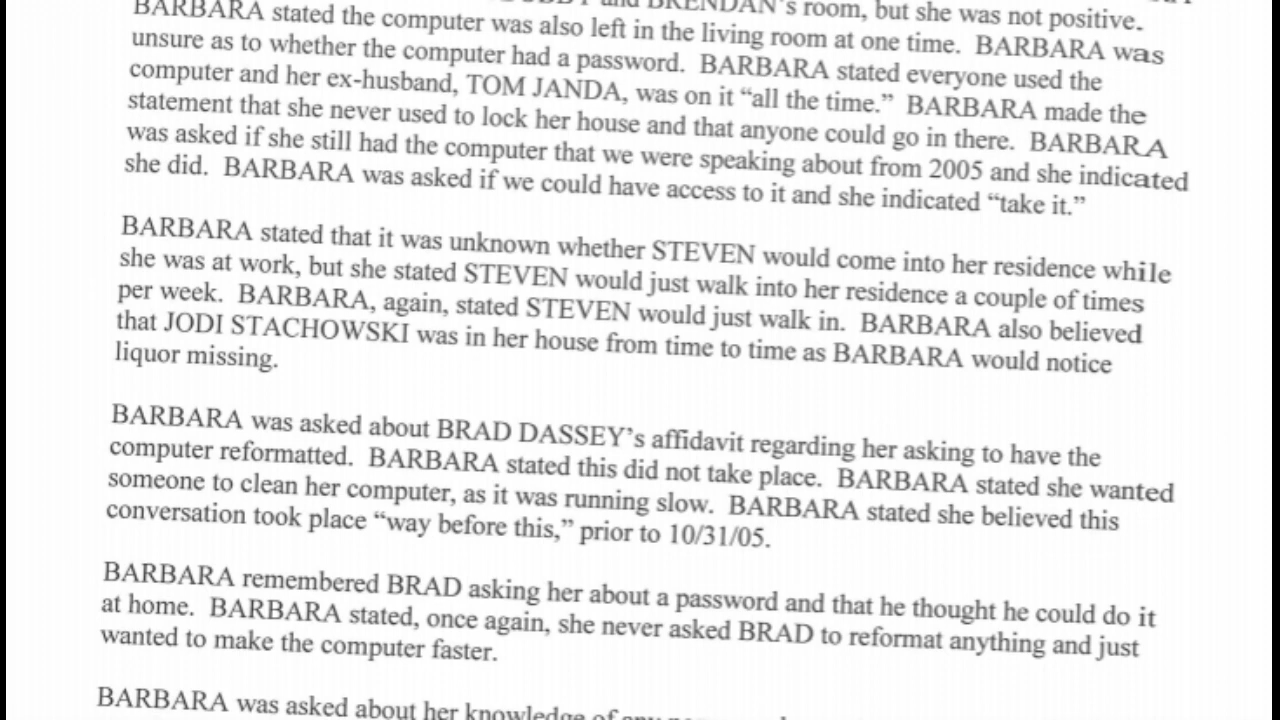 BRENDAN's room, but she was not positive.
BARBARA stated the computer was also left in the living room at one time.  BARBARA was
unsure as to whether the computer had a password.  BARBARA stated everyone used the
computer and her ex-husband, TOM JANDA, was on it “all the time.”  BARBARA made the
statement that she never used to lock her house and that anyone could go in there.  BARBARA
was asked if she still had the computer that we were speaking about from 2005 and she indicated
she did.  BARBARA was asked if we could have access to it and she indicated “take it.”
BARBARA stated that it was unknown whether STEVEN would come into her residence while
she was at work, but she stated STEVEN would just walk into her residence a couple of times
per week.  BARBARA, again, stated STEVEN would just walk in.  BARBARA also believed
that JODI STACHOWSKI was in her house from time to time as BARBARA would notice
liquor missing.
BARBARA was asked about BRAD DASSEY’s affidavit regarding her asking to have the
computer reformatted.  BARBARA stated this did not take place.  BARBARA stated she wanted
someone to clean her computer, as it was running slow.  BARBARA stated she believed this
conversation took place “way before this,” prior to 10/31/05.
BARBARA remembered BRAD asking her about a password and that he thought he could do it
at home.  BARBARA stated, once again, she never asked BRAD to reformat anything and just
wanted to make the computer faster.
BARBARA was asked about her knowledge of any